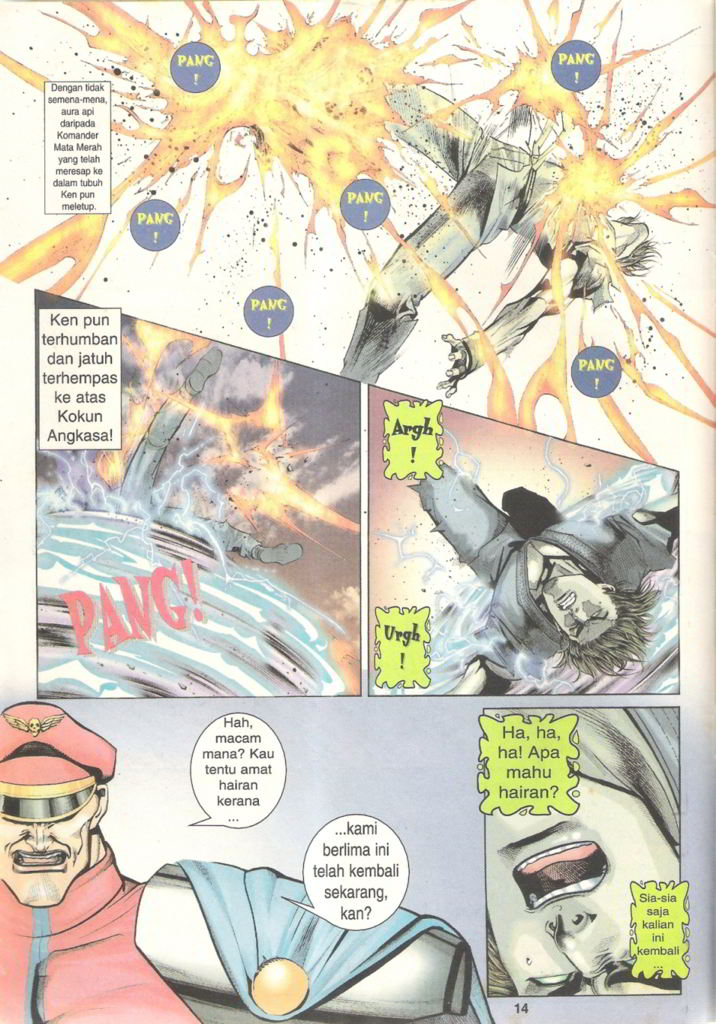 PANG
!
PANG
!
Dengan tidak
semena-mena,
aura api
daripada
Komander
Mata Merah
yang telah
meresap ke
dalam tubuh
Ken pun
meletup.
PANG
!
PANG
!
PANG
!
PANG
!
Ken pun
terhumban
dan jatuh
terhempas
ke atas
Kokun
Angkasa!
PANG!
Argh
!
Urgh
!
Hah,
macam
mana? Kau
tentu amat
hairan
kerana
...
...kami
berlima ini
telah kembali
sekarang,
kan?
Ha, ha,
ha! Apa
mahu
hairan?
Sia-sia
saja
kalian
ini
kembali
...
14